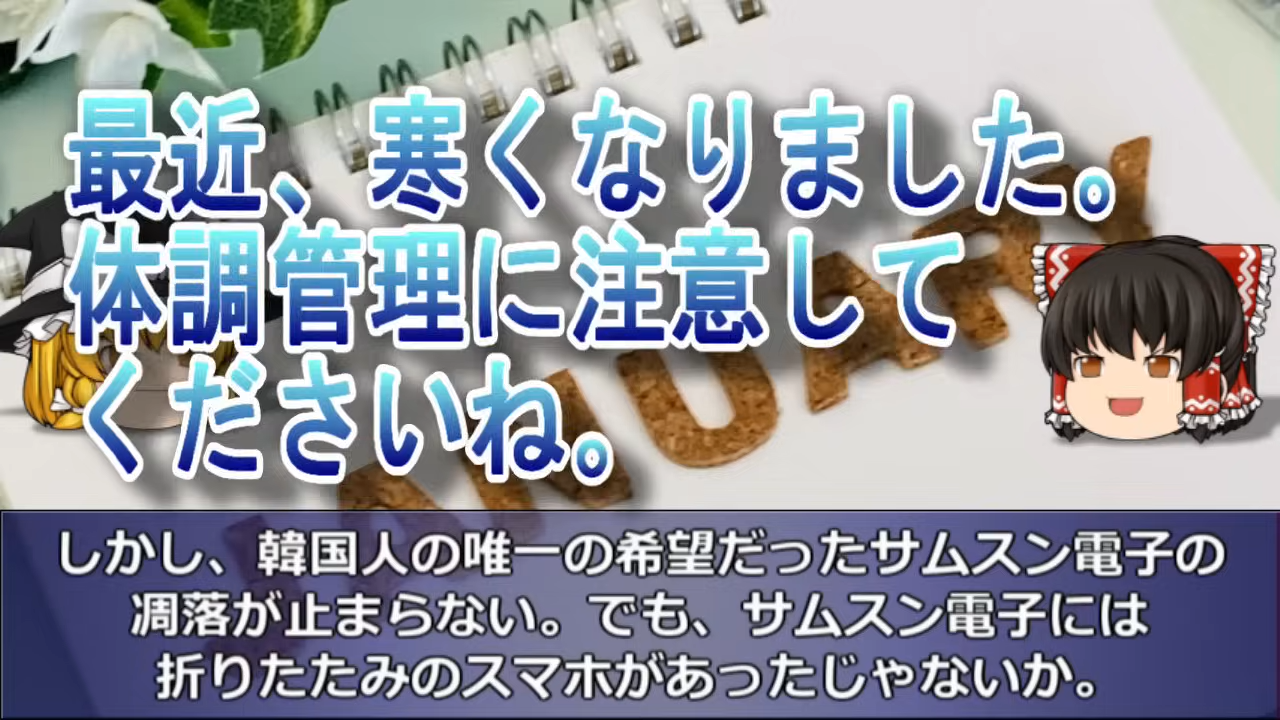 最近、寒くなりました。
体調管理に注意して
くださいね。
JANUARY
しかし、韓国人の唯一の希望だったサムスン電子の
凋落が止まらない。でも、サムスン電子には
折りたたみのスマホがあったじゃないか。